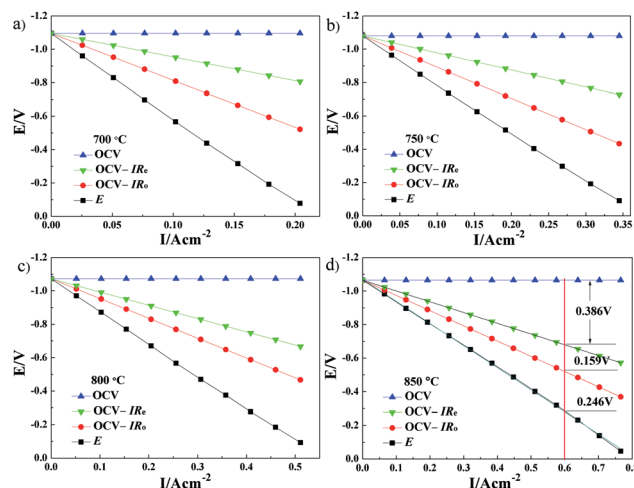 a)
-1.2
-1.0
-0.8
-0.6
-0.4
-0.2
0.0
E/V
700 °C
OCV
OCV– IRe
OCV– IRo
E
0.00 0.05 0.10 0.15 0.20
I/Acm-2
b)
-1.2
-1.0
-0.8
-0.6
-0.4
-0.2
0.0
E/V
750 °C
OCV
OCV– IRe
OCV– IRo
E
0.00 0.05 0.10 0.15 0.20 0.25 0.30 0.35
I/Acm-2
c)
-1.2
-1.0
-0.8
-0.6
-0.4
-0.2
0.0
E/V
800 °C
OCV
OCV– IRe
OCV– IRo
E
0.0 0.1 0.2 0.3 0.4 0.5
I/Acm-2
d)
-1.2
-1.0
-0.8
-0.6
-0.4
-0.2
0.0
E/V
0.386V
0.159V
0.246V
850 °C
OCV
OCV– IRe
OCV– IRo
E
0.0 0.1 0.2 0.3 0.4 0.5 0.6 0.7 0.8
I/Acm-2